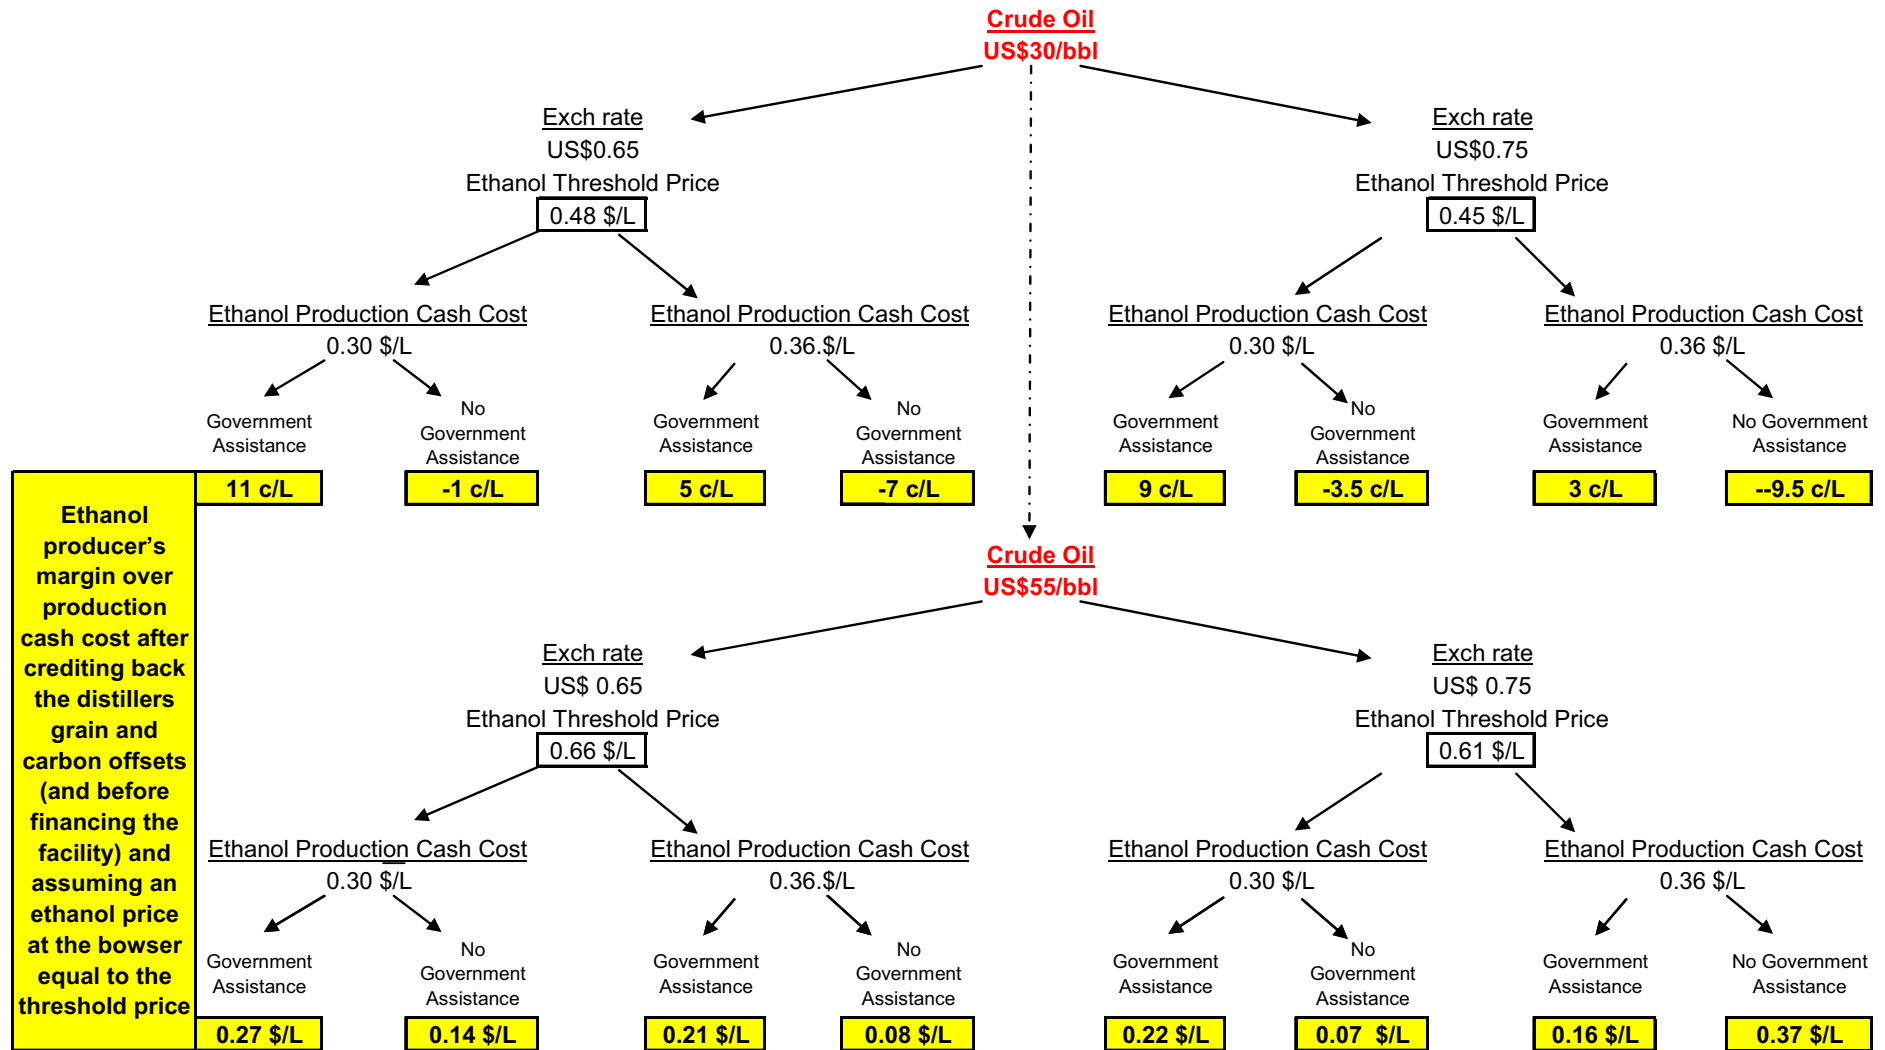 Crude Oil
US$30/bbl
Exch rate
US$0.65
Ethanol Threshold Price
0.48 $/L
Exch rate
US$0.75
Ethanol Threshold Price
0.45 $/L
Ethanol Production Cash Cost
0.30 $/L
Ethanol Production Cash Cost
0.36.$/L
Ethanol Production Cash Cost
0.30 $/L
Ethanol Production Cash Cost
0.36 $/L
Government
Assistance
No
Government
Assistance
Government
Assistance
No
Government
Assistance
Government
Assistance
No
Government
Assistance
Government
Assistance
No Government
Assistance
11 c/L
-1 c/L
5 c/L
-7 c/L
9 c/L
-3.5 c/L
3 c/L
--9.5 c/L
Ethanol
producer’s
margin over
production
cash cost after
crediting back
the distillers
grain and
carbon offsets
(and before
financing the
facility) and
assuming an
ethanol price
at the bowser
equal to the
threshold price
Crude Oil
US$55/bbl
Exch rate
US$ 0.65
Ethanol Threshold Price
0.66 $/L
Exch rate
US$ 0.75
Ethanol Threshold Price
0.61 $/L
Ethanol Production Cash Cost
0.30 $/L
Ethanol Production Cash Cost
0.36.$/L
Ethanol Production Cash Cost
0.30 $/L
Ethanol Production Cash Cost
0.36 $/L
Government
Assistance
No
Government
Assistance
Government
Assistance
No
Government
Assistance
Government
Assistance
No
Government
Assistance
Government
Assistance
No Government
Assistance
0.27 $/L
0.14 $/L
0.21 $/L
0.08 $/L
0.22 $/L
0.07 $/L
0.16 $/L
0.37 $/L